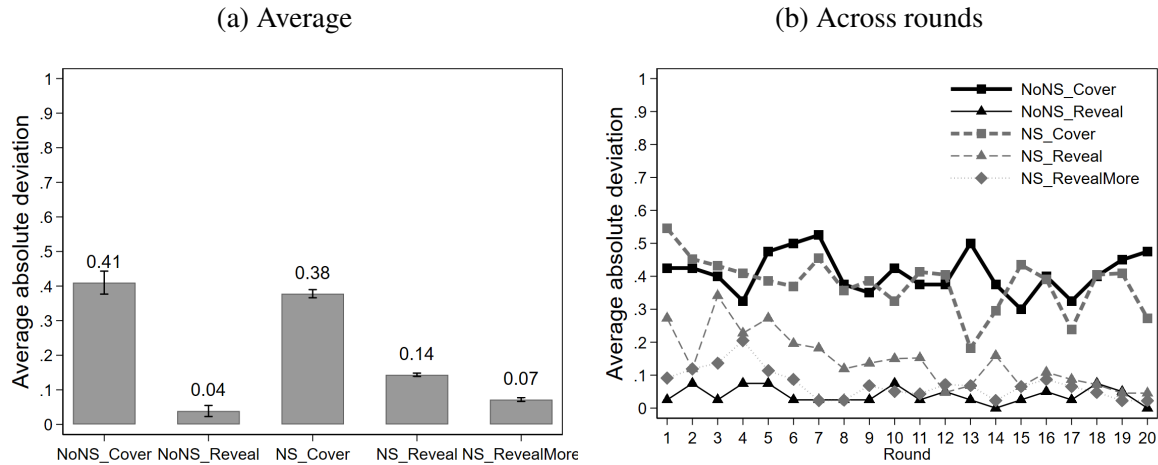 (a) Average
Average absolute deviation
1
.9
.8
.7
.6
.5
.4
.3
.2
.1
0
0.41
0.04
0.38
0.14
0.07
NoNS_Cover NoNS_Reveal NS_Cover NS_Reveal NS_RevealMore
(b) Across rounds
Average absolute deviation
1
.9
.8
.7
.6
.5
.4
.3
.2
.1
0
NoNS_Cover
NoNS_Reveal
NS_Cover
NS_Reveal
NS_RevealMore
1 2 3 4 5 6 7 8 9 10 11 12 13 14 15 16 17 18 19 20
Round